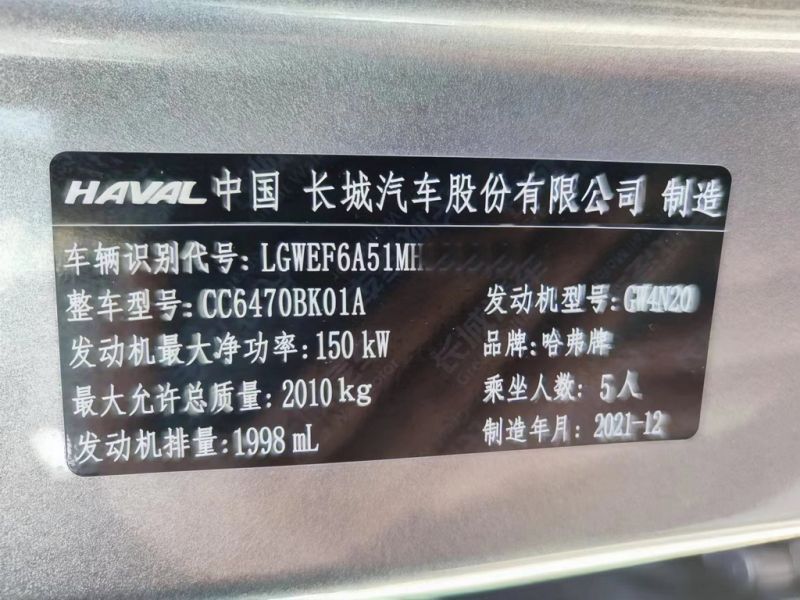 HAVAL 中国 长城汽车股份有限公司 制造
车辆识别代号: LGWEF6A51MH
整车型号: CC6470BK01A 发动机型号: GW4N20
发动机最大净功率: 150 kW 品牌: 哈弗牌
最大允许总质量: 2010 kg 乘坐人数: 5人
发动机排量: 1998 mL 制造年月: 2021-12